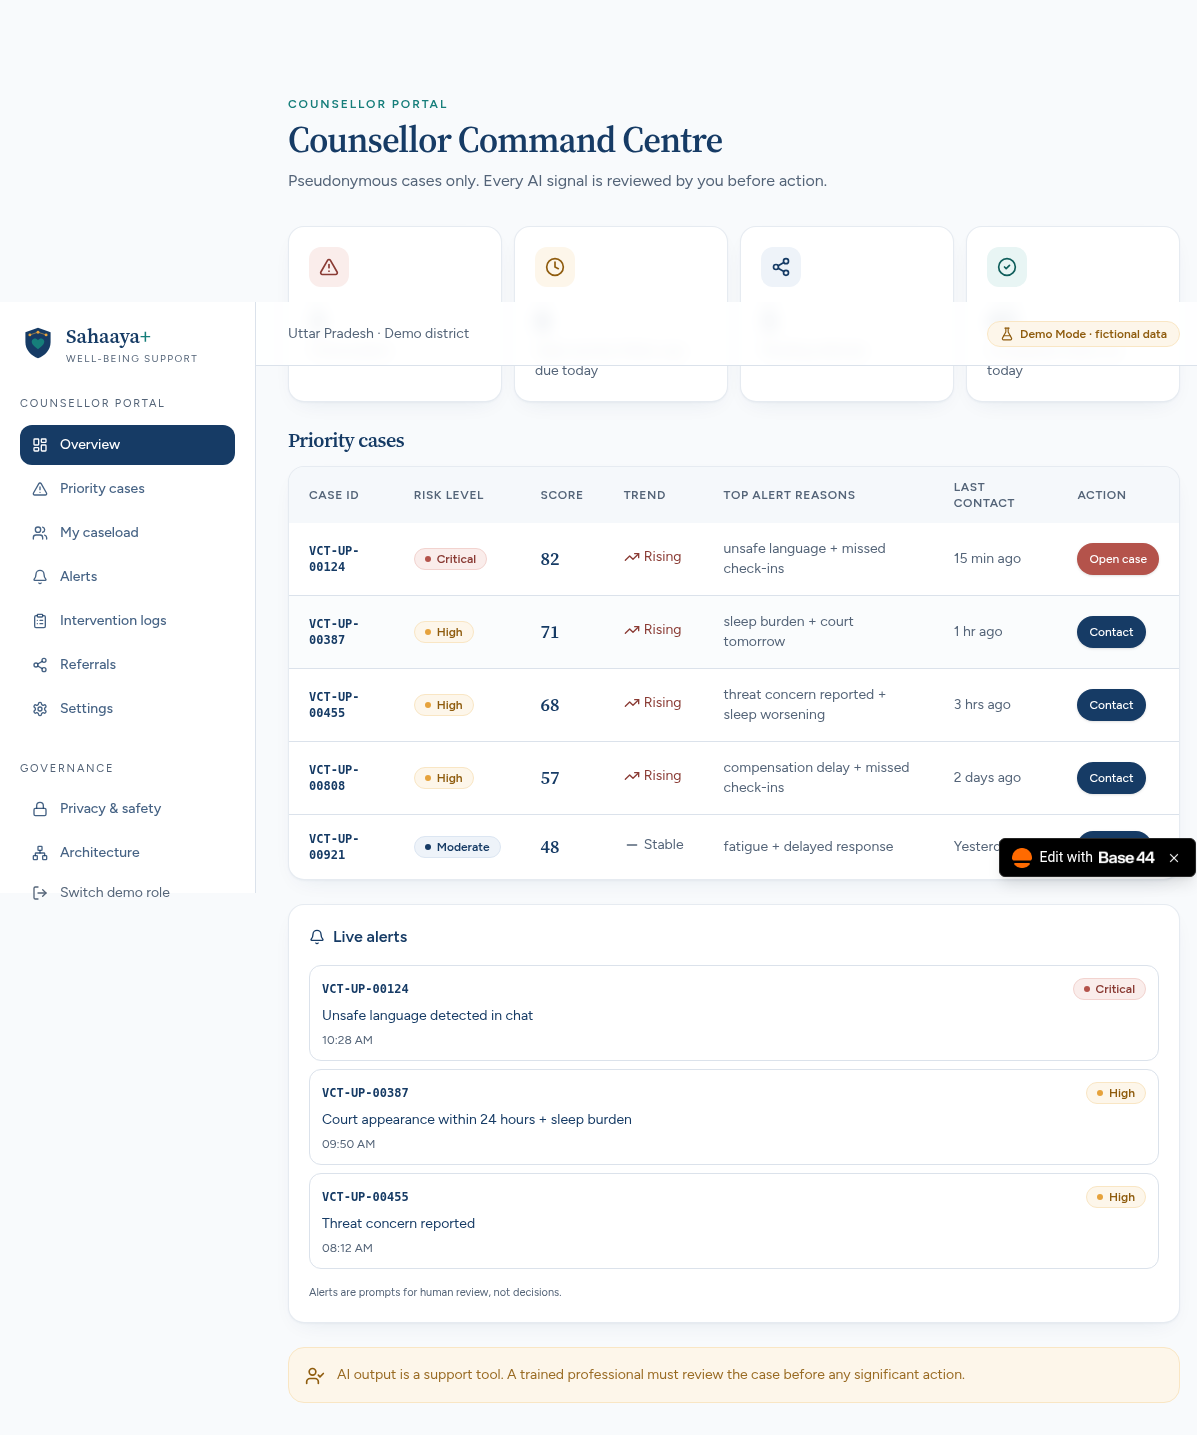 COUNSELLOR PORTAL
Counsellor Command Centre
Pseudonymous cases only. Every AI signal is reviewed by you before action.
Sahaaya+
WELL-BEING SUPPORT
Uttar Pradesh · Demo district
Demo Mode · fictional data
due today
today
COUNSELLOR PORTAL
Overview
Priority cases
My caseload
Alerts
Intervention logs
Referrals
Settings
GOVERNANCE
Privacy & safety
Architecture
Switch demo role
Priority cases
CASE ID RISK LEVEL SCORE TREND TOP ALERT REASONS LAST CONTACT ACTION
VCT-UP-00124 Critical 82 Rising unsafe language + missed check-ins 15 min ago Open case
VCT-UP-00387 High 71 Rising sleep burden + court tomorrow 1 hr ago Contact
VCT-UP-00455 High 68 Rising threat concern reported + sleep worsening 3 hrs ago Contact
VCT-UP-00808 High 57 Rising compensation delay + missed check-ins 2 days ago Contact
VCT-UP-00921 Moderate 48 Stable fatigue + delayed response
Edit with Base44
Live alerts
VCT-UP-00124 Critical
Unsafe language detected in chat
10:28 AM
VCT-UP-00387 High
Court appearance within 24 hours + sleep burden
09:50 AM
VCT-UP-00455 High
Threat concern reported
08:12 AM
Alerts are prompts for human review, not decisions.
AI output is a support tool. A trained professional must review the case before any significant action.